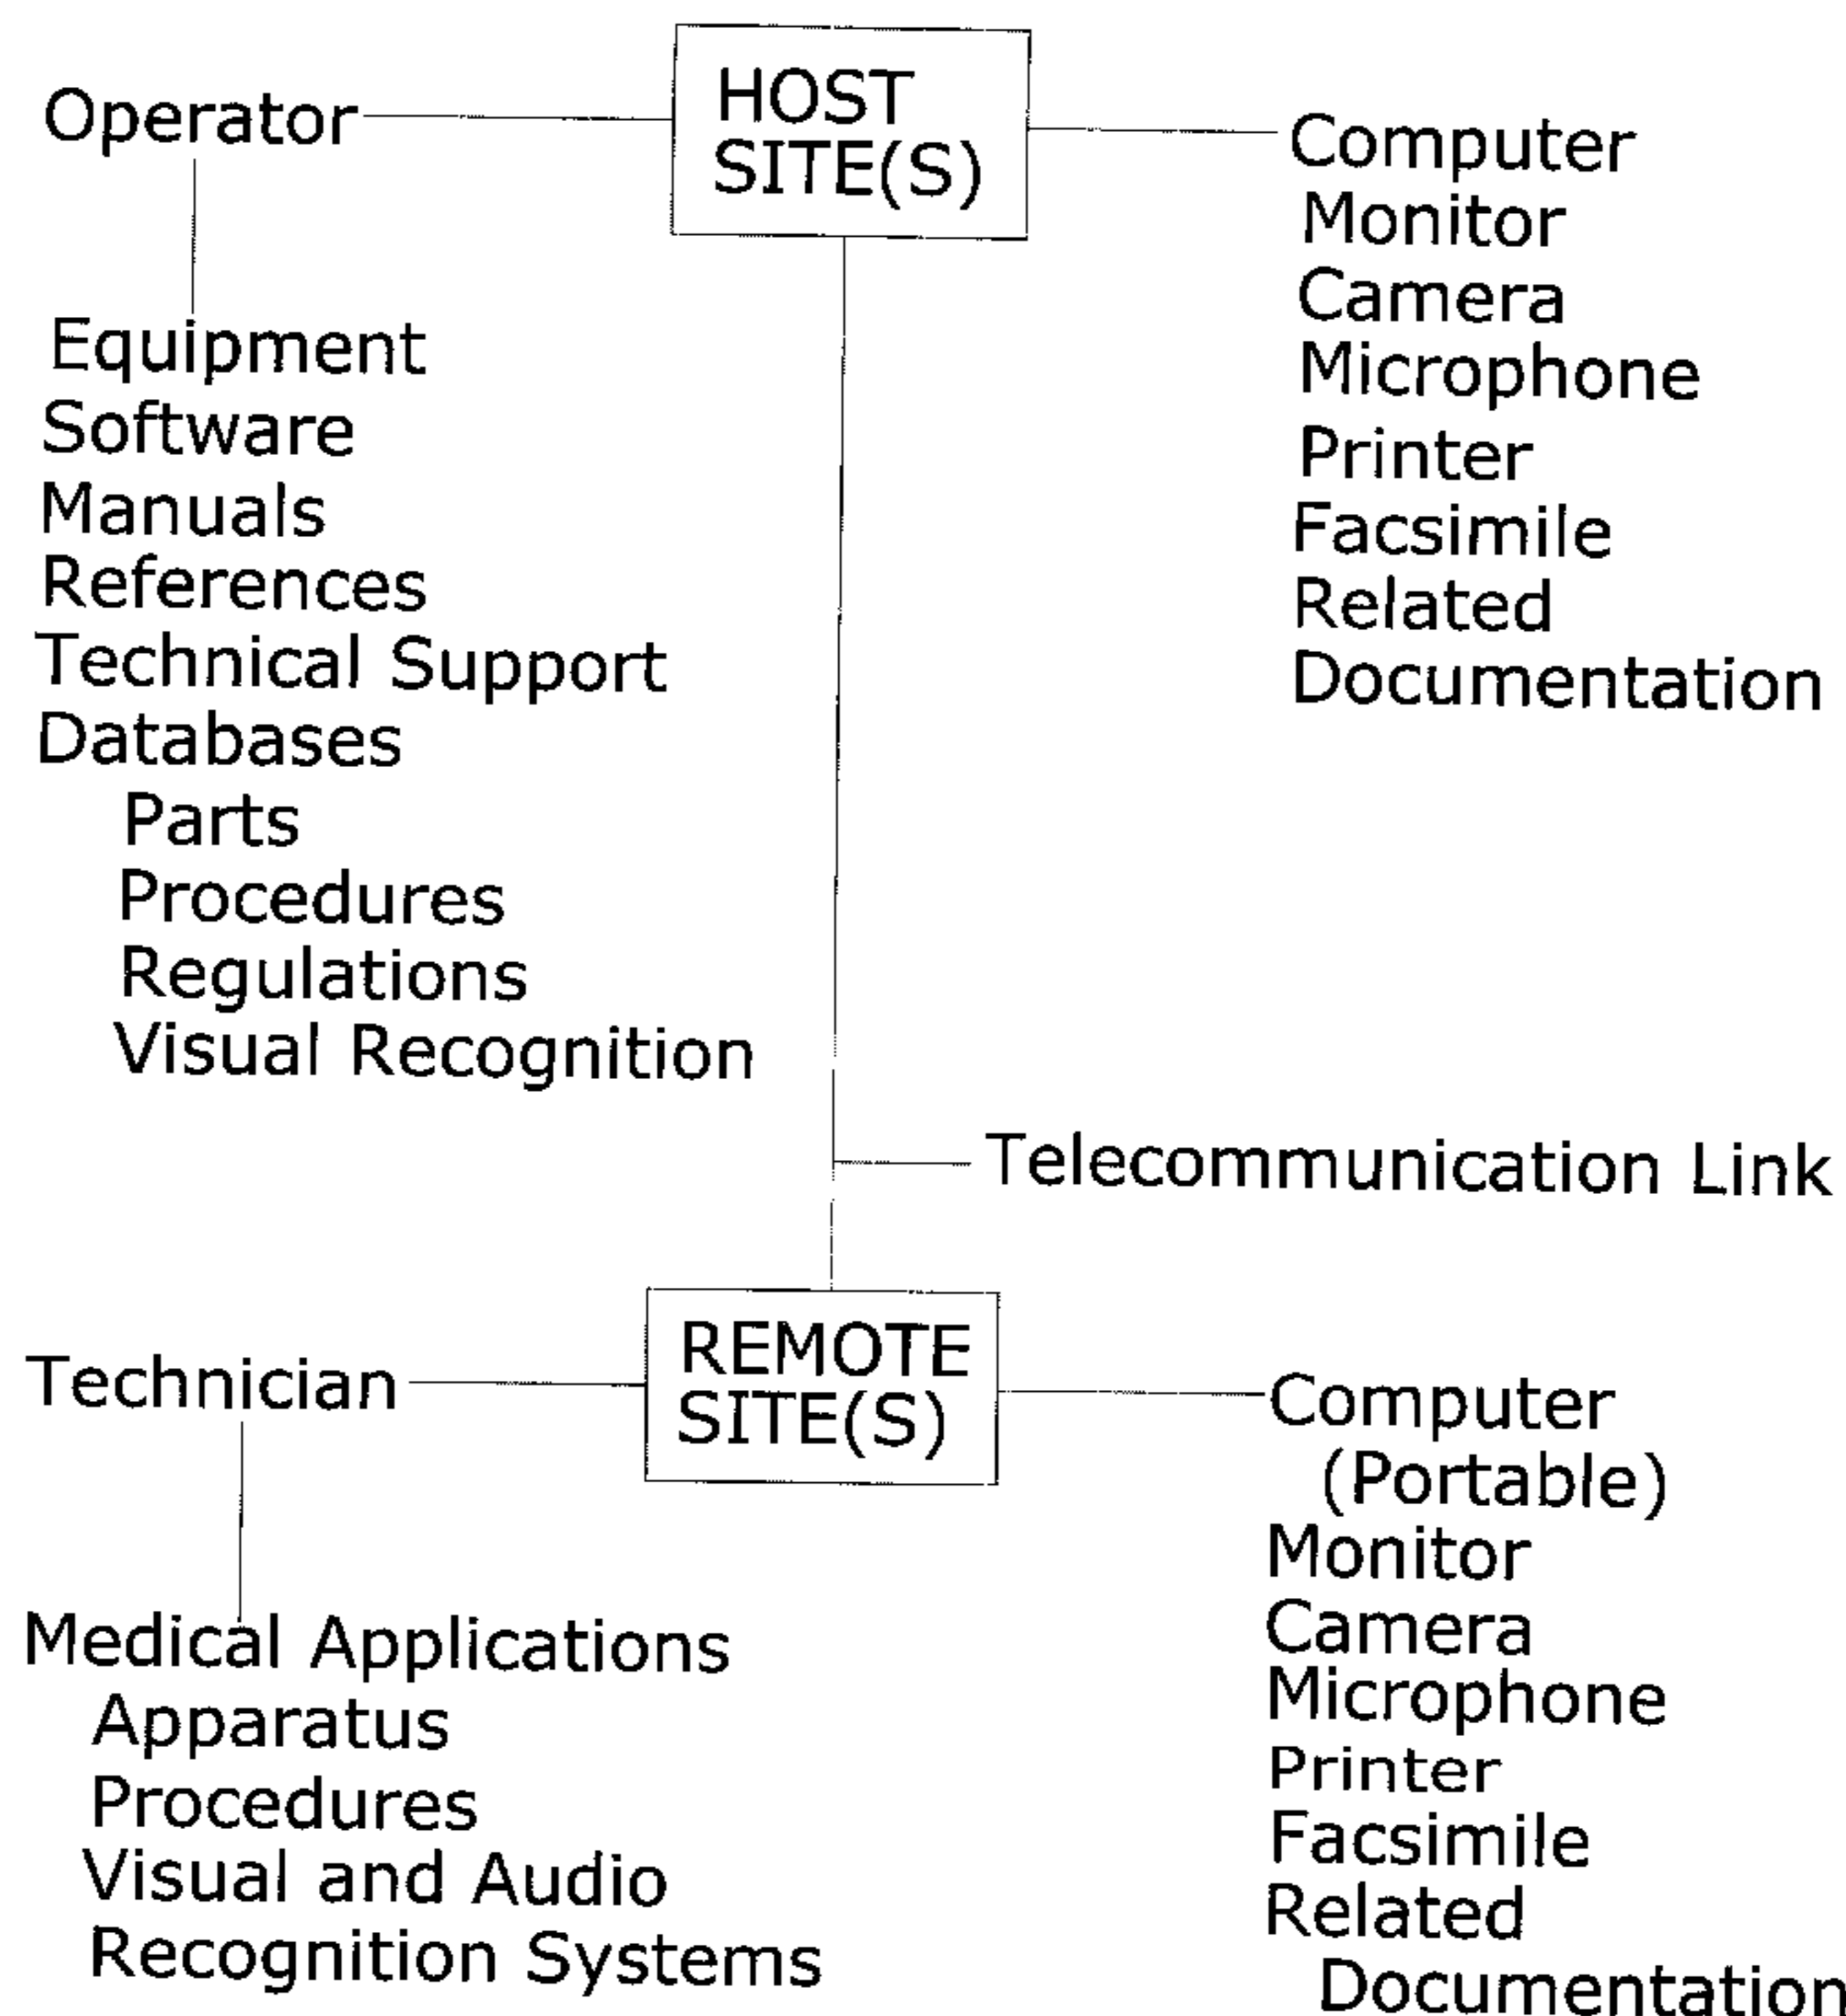 HOST
SITE(S)
Operator
Equipment
Software
Manuals
References
Technical Support
Databases
Parts
Procedures
Regulations
Visual Recognition
Computer
Monitor
Camera
Microphone
Printer
Facsimile
Related
Documentation
Telecommunication Link
REMOTE
SITE(S)
Technician
Medical Applications
Apparatus
Procedures
Visual and Audio
Recognition Systems
Computer
(Portable)
Monitor
Camera
Microphone
Printer
Facsimile
Related
Documentation